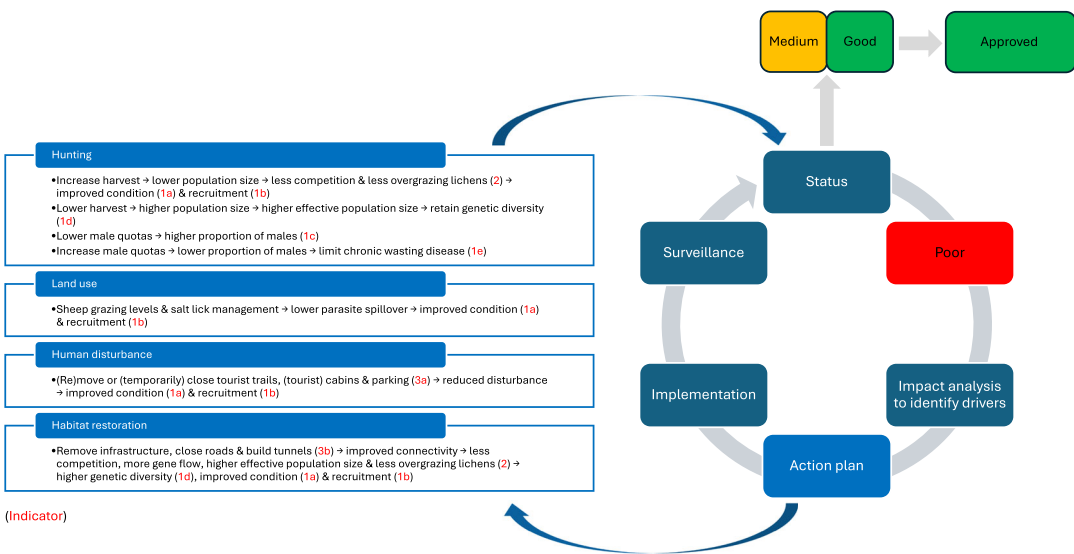 Medium
Good
Approved
Hunting
•Increase harvest → lower population size → less competition & less overgrazing lichens (2) →
improved condition (1a) & recruitment (1b)
•Lower harvest → higher population size → higher effective population size → retain genetic diversity
(1d)
•Lower male quotas → higher proportion of males (1c)
•Increase male quotas → lower proportion of males → limit chronic wasting disease (1e)
Land use
•Sheep grazing levels & salt lick management → lower parasite spillover → improved condition (1a)
& recruitment (1b)
Human disturbance
•(Re)move or (temporarily) close tourist trails, (tourist) cabins & parking (3a) → reduced disturbance
→ improved condition (1a) & recruitment (1b)
Habitat restoration
•Remove infrastructure, close roads & build tunnels (3b) → improved connectivity → less
competition, more gene flow, higher effective population size & less overgrazing lichens (2) →
higher genetic diversity (1d), improved condition (1a) & recruitment (1b)
(Indicator)
Status
Poor
Impact analysis
to identify drivers
Action plan
Implementation
Surveillance